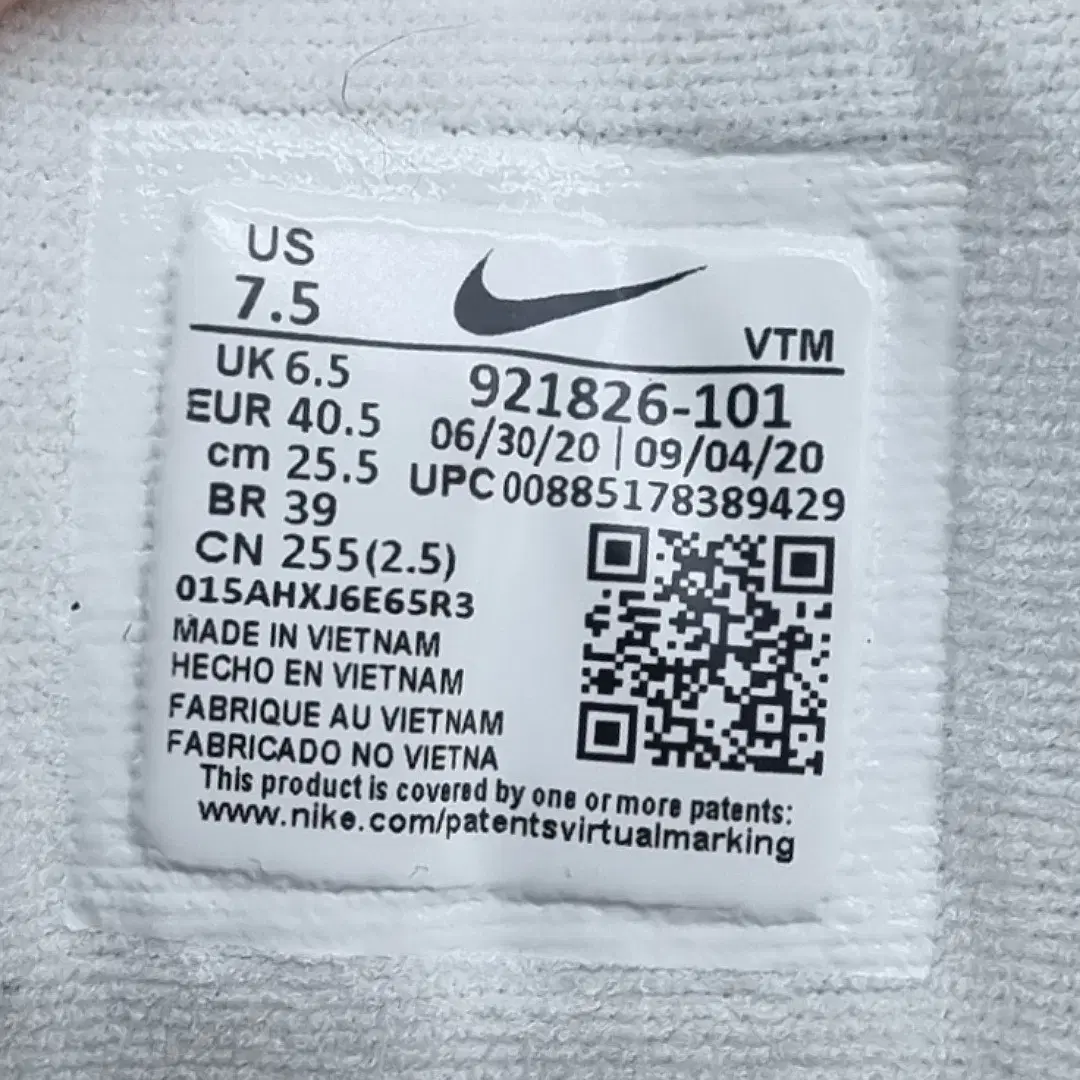 US
7.5
VTM
UK 6.5
921826-101
EUR 40.5
06/30/20 | 09/04/20
cm 25.5
UPC 00885178389429
BR 39
CN 255(2.5)
015AHXJ6E65R3
MADE IN VIETNAM
HECHO EN VIETNAM
FABRIQUE AU VIETNAM
FABRICADO NO VIETNA
This product is covered by one or more patents:
www.nike.com/patentsvirtualmarking